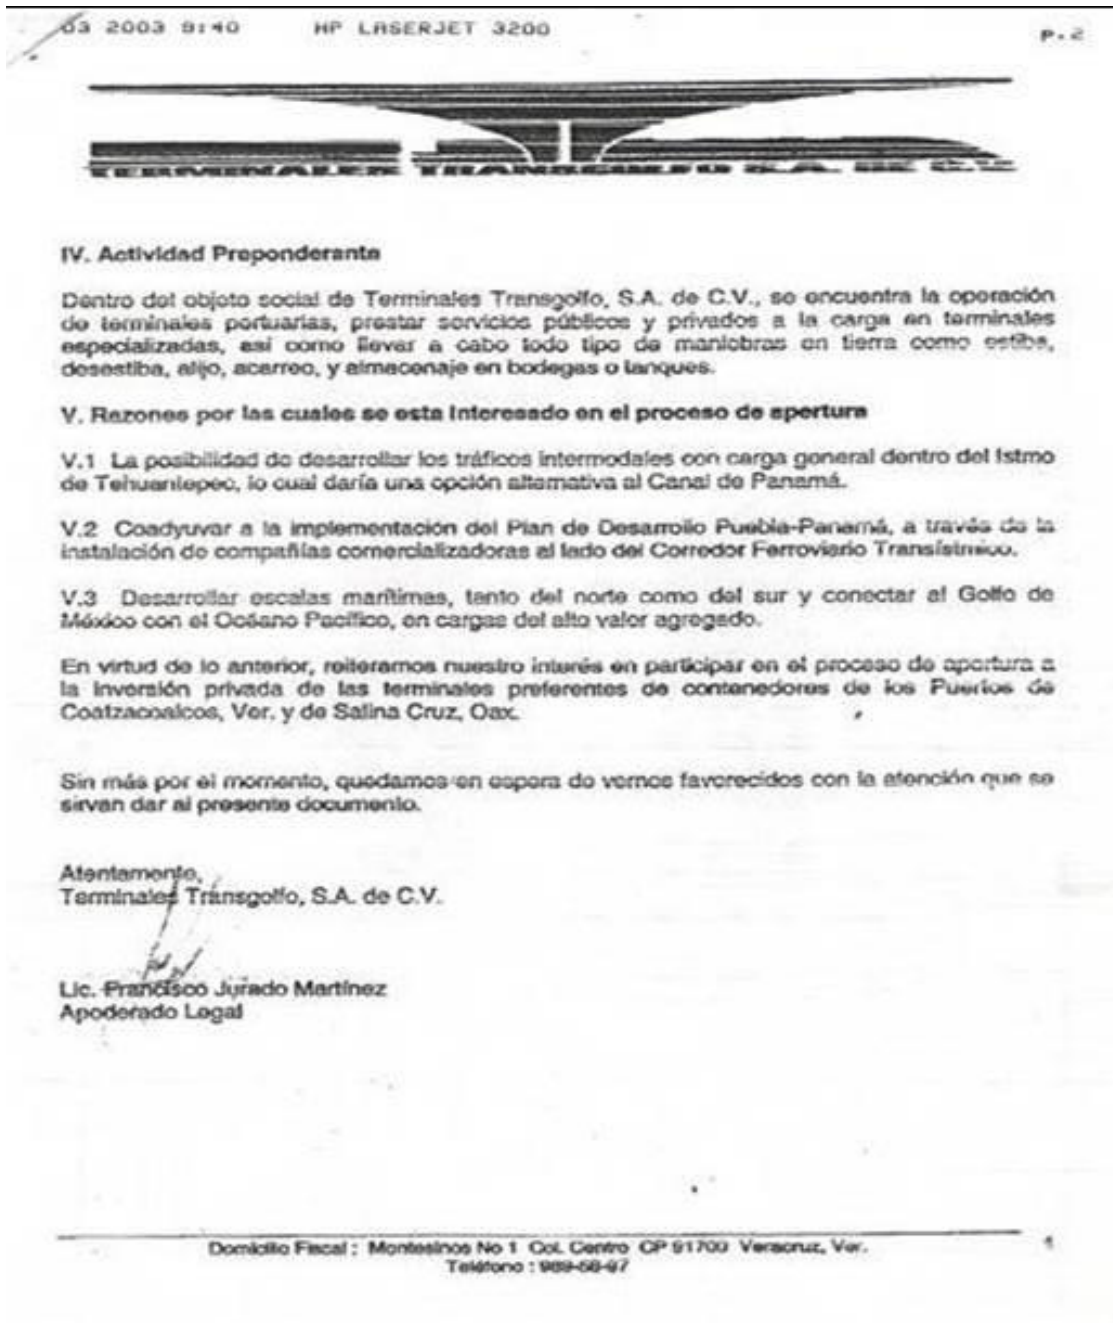 03 2003 9:40 HP LASERJET 3200 P.2
TERMINALES TRANSGOLFO S.A. DE C.V.
IV. Actividad Preponderante
Dentro del objeto social de Terminales Transgolfo, S.A. de C.V., se encuentra la operación
de terminales portuarias, prestar servicios públicos y privados a la carga en terminales
especializadas, así como llevar a cabo todo tipo de maniobras en tierra como estiba,
desestiba, alijo, acarreo, y almacenaje en bodegas o tanques.
V. Razones por las cuales se esta interesado en el proceso de apertura
V.1 La posibilidad de desarrollar los tráficos intermodales con carga general dentro del Istmo
de Tehuantepec, lo cual daría una opción alternativa al Canal de Panamá.
V.2 Coadyuvar a la implementación del Plan de Desarrollo Puebla-Panamá, a través de la
instalación de compañías comercializadoras al lado del Corredor Ferroviario Transístmico.
V.3 Desarrollar escalas marítimas, tanto del norte como del sur y conectar el Golfo de
México con el Océano Pacífico, en cargas del alto valor agregado.
En virtud de lo anterior, reiteramos nuestro interés en participar en el proceso de apertura a
la inversión privada de las terminales preferentes de contenedores de los Puertos de
Coatzacoalcos, Ver. y de Salina Cruz, Oax.
Sin más por el momento, quedamos en espera de vernos favorecidos con la atención que se
sirvan dar al presente documento.
Atentamente,
Terminales Transgolfo, S.A. de C.V.
Lic. Francisco Jurado Martínez
Apoderado Legal
Domicilio Fiscal : Montesinos No 1 Col. Centro CP 91700 Veracruz, Ver.
Teléfono :